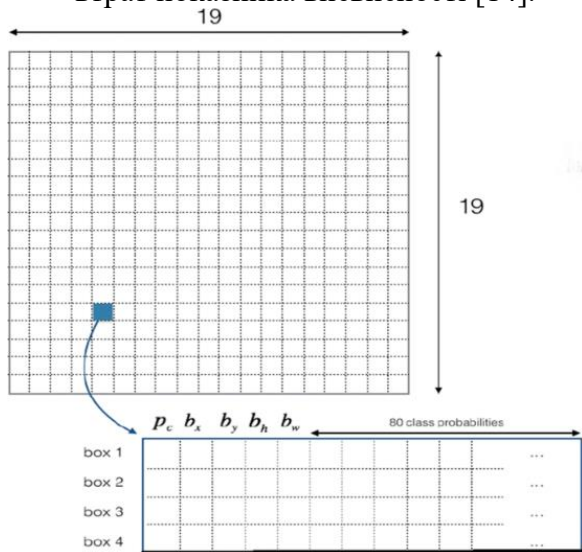 19
19
p_c b_x b_y b_h b_w
80 class probabilities
box 1 ...
box 2 ...
box 3 ...
box 4 ...